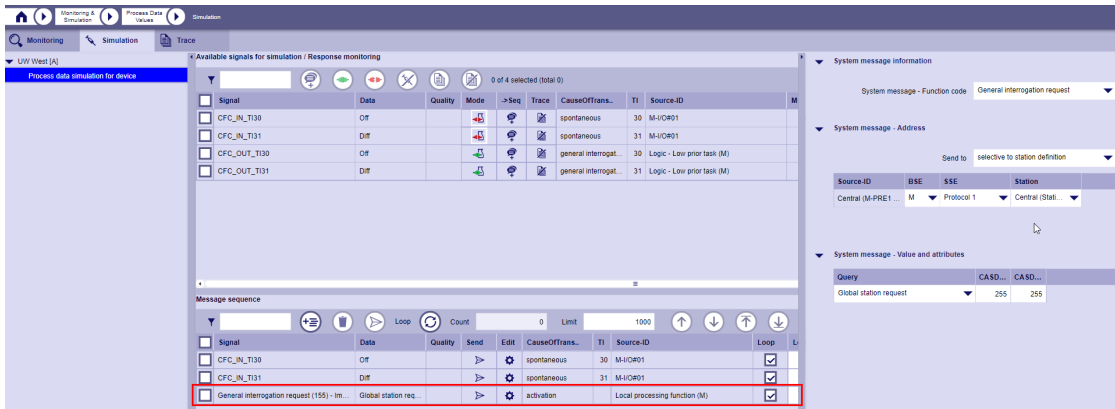 Monitoring & Simulation
Process Data Values
Simulation
Monitoring
Simulation
Trace
UW West [A]
Process data simulation for device
Available signals for simulation / Response monitoring
0 of 4 selected (total 0)
Signal Data Quality Mode ->Seq Trace CauseOfTrans.. TI Source-ID M
CFC_IN_TI30 Off spontaneous 30 M-I/O#01
CFC_IN_TI31 Diff spontaneous 31 M-I/O#01
CFC_OUT_TI30 Off general interrogat... 30 Logic - Low prior task (M)
CFC_OUT_TI31 Diff general interrogat... 31 Logic - Low prior task (M)
Message sequence
Loop Count 0 Limit 1000
Signal Data Quality Send Edit CauseOfTrans.. TI Source-ID Loop
CFC_IN_TI30 Off spontaneous 30 M-I/O#01
CFC_IN_TI31 Diff spontaneous 31 M-I/O#01
General interrogation request (155) - Im... Global station req... activation Local processing function (M)
System message information
System message - Function code General interrogation request
System message - Address
Send to selective to station definition
Source-ID BSE SSE Station
Central (M-PRE1 ... M Protocol 1 Central (Stati...
System message - Value and attributes
Query CASD... CASD...
Global station request 255 255